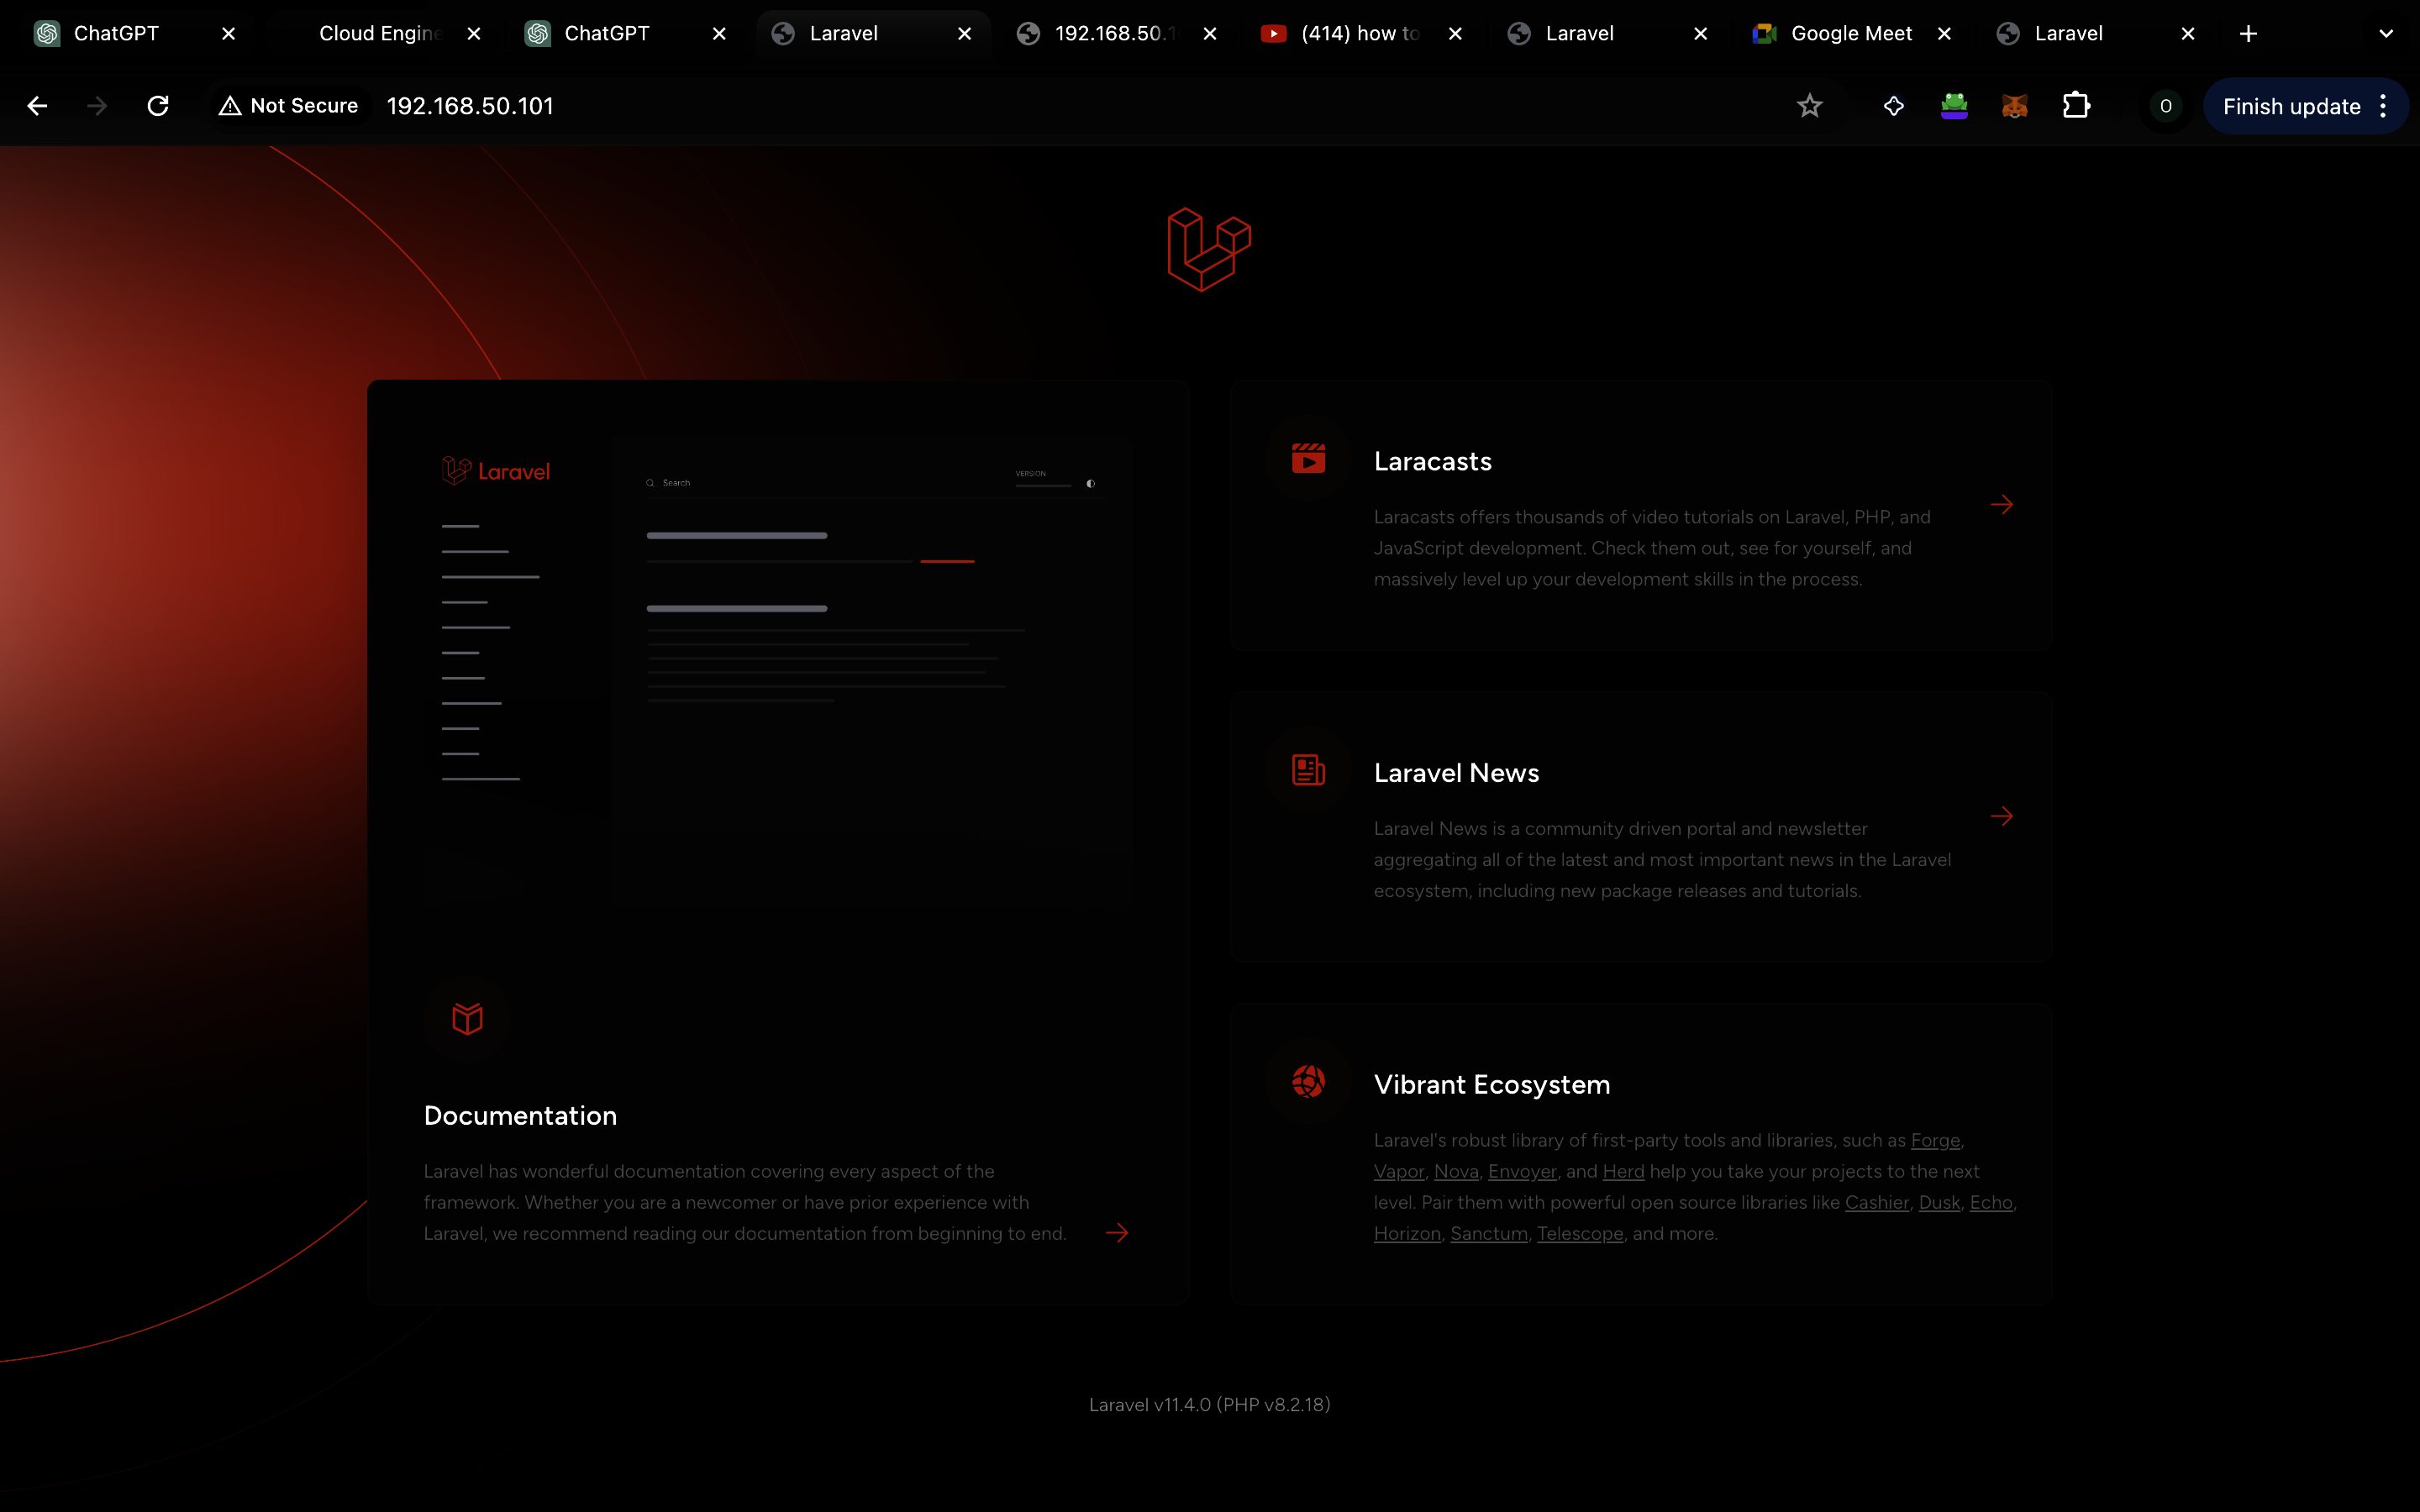 ChatGPT
Cloud Engine
ChatGPT
Laravel
192.168.50.1
(414) how to
Laravel
Google Meet
Laravel
Not Secure
192.168.50.101
O
Finish update
Laravel
Search
VERSION
Documentation
Laravel has wonderful documentation covering every aspect of the
framework. Whether you are a newcomer or have prior experience with
Laravel, we recommend reading our documentation from beginning to end.
Laracasts
Laracasts offers thousands of video tutorials on Laravel, PHP, and
JavaScript development. Check them out, see for yourself, and
massively level up your development skills in the process.
Laravel News
Laravel News is a community driven portal and newsletter
aggregating all of the latest and most important news in the Laravel
ecosystem, including new package releases and tutorials.
Vibrant Ecosystem
Laravel's robust library of first-party tools and libraries, such as Forge,
Vapor, Nova, Envoyer, and Herd help you take your projects to the next
level. Pair them with powerful open source libraries like Cashier, Dusk, Echo,
Horizon, Sanctum, Telescope, and more.
Laravel v11.4.0 (PHP v8.2.18)